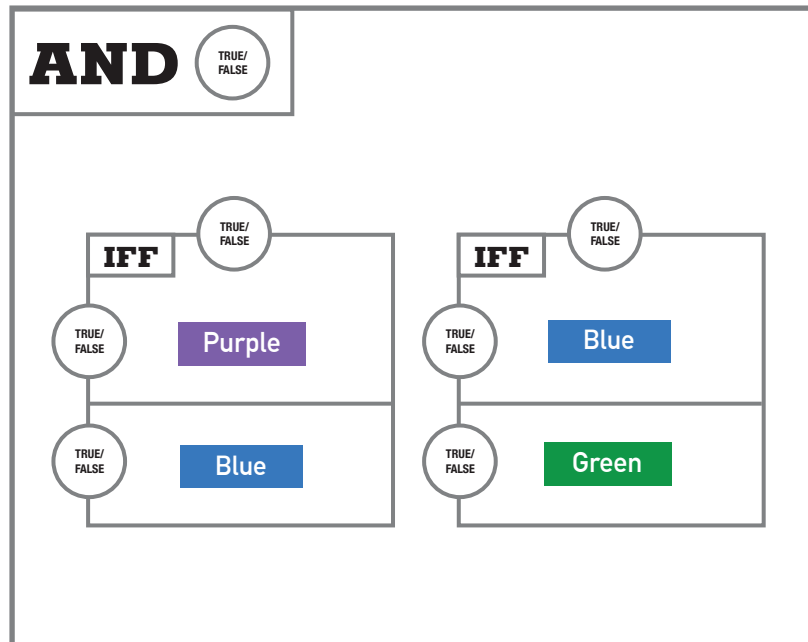 AND
TRUE/
FALSE
IFF
TRUE/
FALSE
TRUE/
FALSE
Purple
TRUE/
FALSE
Blue
IFF
TRUE/
FALSE
TRUE/
FALSE
Blue
TRUE/
FALSE
Green